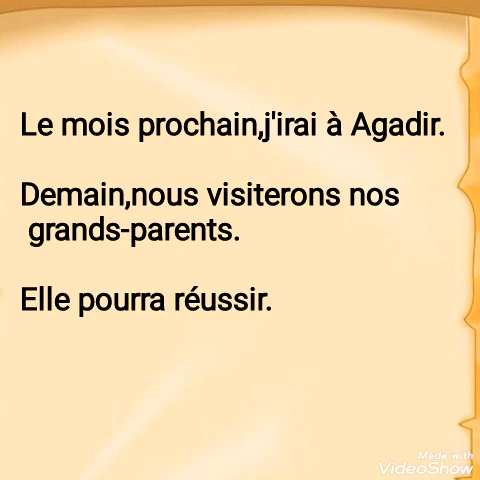 Le mois prochain,j'irai à Agadir.
Demain,nous visiterons nos
grands-parents.
Elle pourra réussir.
Made with
VideoShow